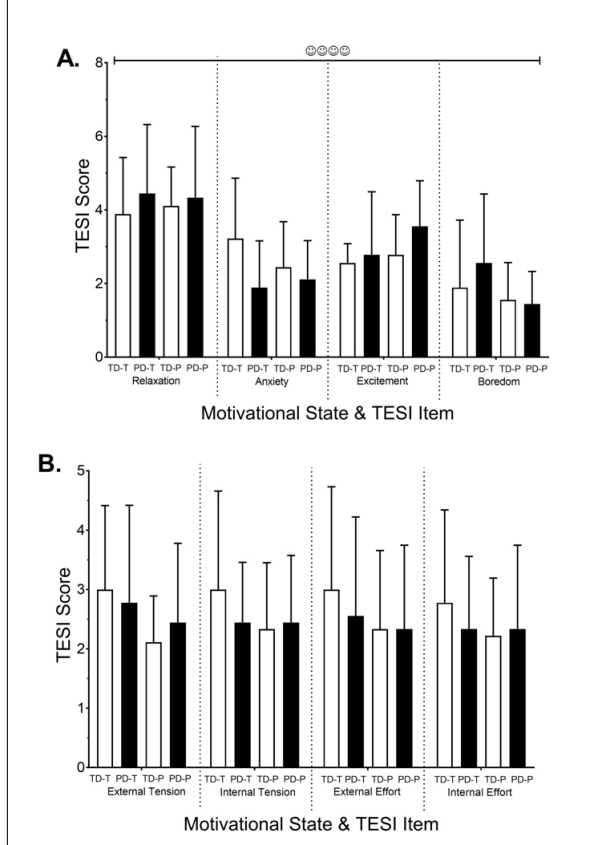 A.
☺☺☺☺
8
6
4
2
0
TESI Score
TD-T PD-T TD-P PD-P TD-T PD-T TD-P PD-P TD-T PD-T TD-P PD-P TD-T PD-T TD-P PD-P
Relaxation Anxiety Excitement Boredom
Motivational State & TESI Item
B.
5
4
3
2
1
0
TESI Score
TD-T PD-T TD-P PD-P TD-T PD-T TD-P PD-P TD-T PD-T TD-P PD-P TD-T PD-T TD-P PD-P
External Tension Internal Tension External Effort Internal Effort
Motivational State & TESI Item